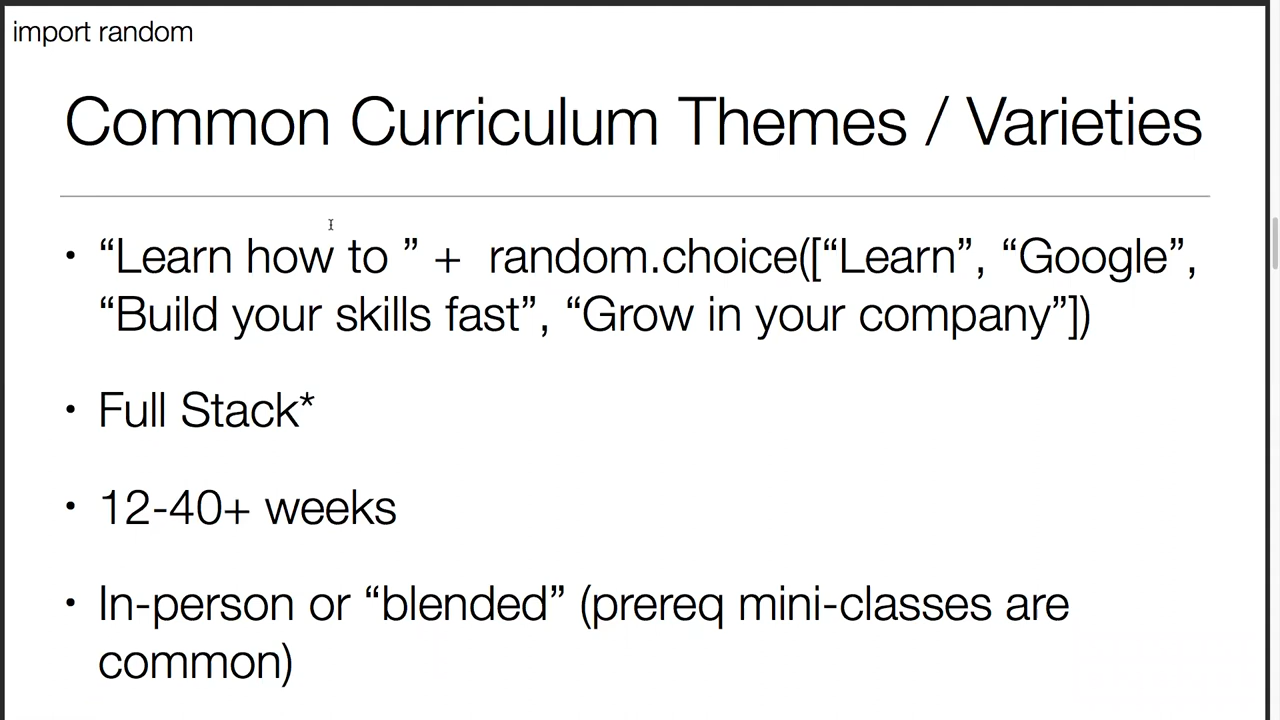 import random
Common Curriculum Themes / Varieties
• “Learn how to ” +  random.choice([“Learn”, “Google”,
“Build your skills fast”, “Grow in your company”])
• Full Stack*
• 12-40+ weeks
• In-person or “blended” (prereq mini-classes are
common)